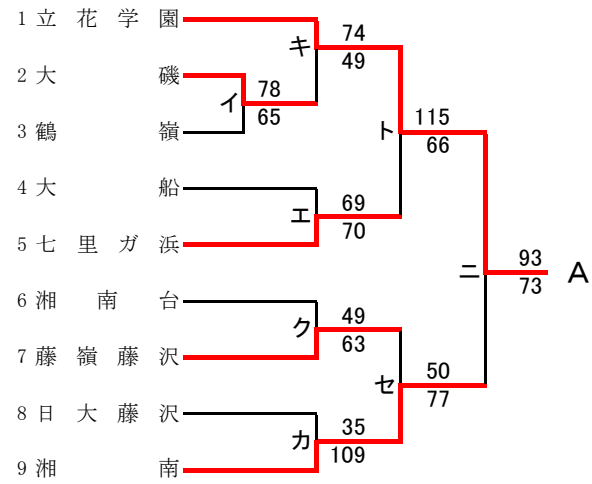 1 立花学園
キ 74
49
2 大磯
イ 78
65
3 鶴嶺
ト 115
66
4 大船
エ 69
70
5 七里ガ浜
ニ 93
73
A
6 湘南台
ク 49
63
7 藤嶺藤沢
セ 50
77
8 日大藤沢
カ 35
109
9 湘南